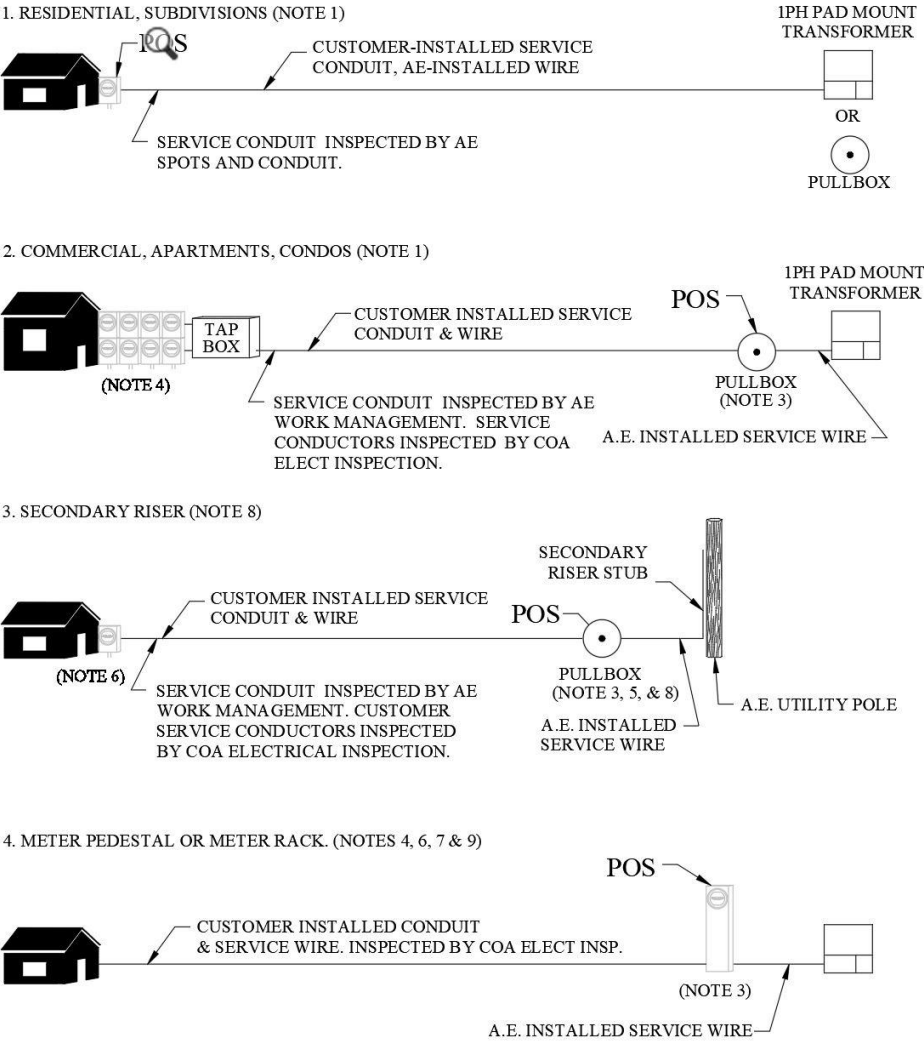 1. RESIDENTIAL, SUBDIVISIONS (NOTE 1)
1PH PAD MOUNT
TRANSFORMER
POS
CUSTOMER-INSTALLED SERVICE
CONDUIT, AE-INSTALLED WIRE
OR
SERVICE CONDUIT INSPECTED BY AE
SPOTS AND CONDUIT.
PULLBOX
2. COMMERCIAL, APARTMENTS, CONDOS (NOTE 1)
1PH PAD MOUNT
TRANSFORMER
POS
CUSTOMER INSTALLED SERVICE
CONDUIT & WIRE
TAP
BOX
(NOTE 4)
PULLBOX
(NOTE 3)
SERVICE CONDUIT INSPECTED BY AE
WORK MANAGEMENT. SERVICE
CONDUCTORS INSPECTED BY COA
ELECT INSPECTION.
A.E. INSTALLED SERVICE WIRE
3. SECONDARY RISER (NOTE 8)
SECONDARY
RISER STUB
CUSTOMER INSTALLED SERVICE
CONDUIT & WIRE
POS
(NOTE 6)
PULLBOX
(NOTE 3, 5, & 8)
SERVICE CONDUIT INSPECTED BY AE
WORK MANAGEMENT. CUSTOMER
SERVICE CONDUCTORS INSPECTED
BY COA ELECTRICAL INSPECTION.
A.E. UTILITY POLE
A.E. INSTALLED
SERVICE WIRE
4. METER PEDESTAL OR METER RACK. (NOTES 4, 6, 7 & 9)
POS
CUSTOMER INSTALLED CONDUIT
& SERVICE WIRE. INSPECTED BY COA ELECT INSP.
(NOTE 3)
A.E. INSTALLED SERVICE WIRE